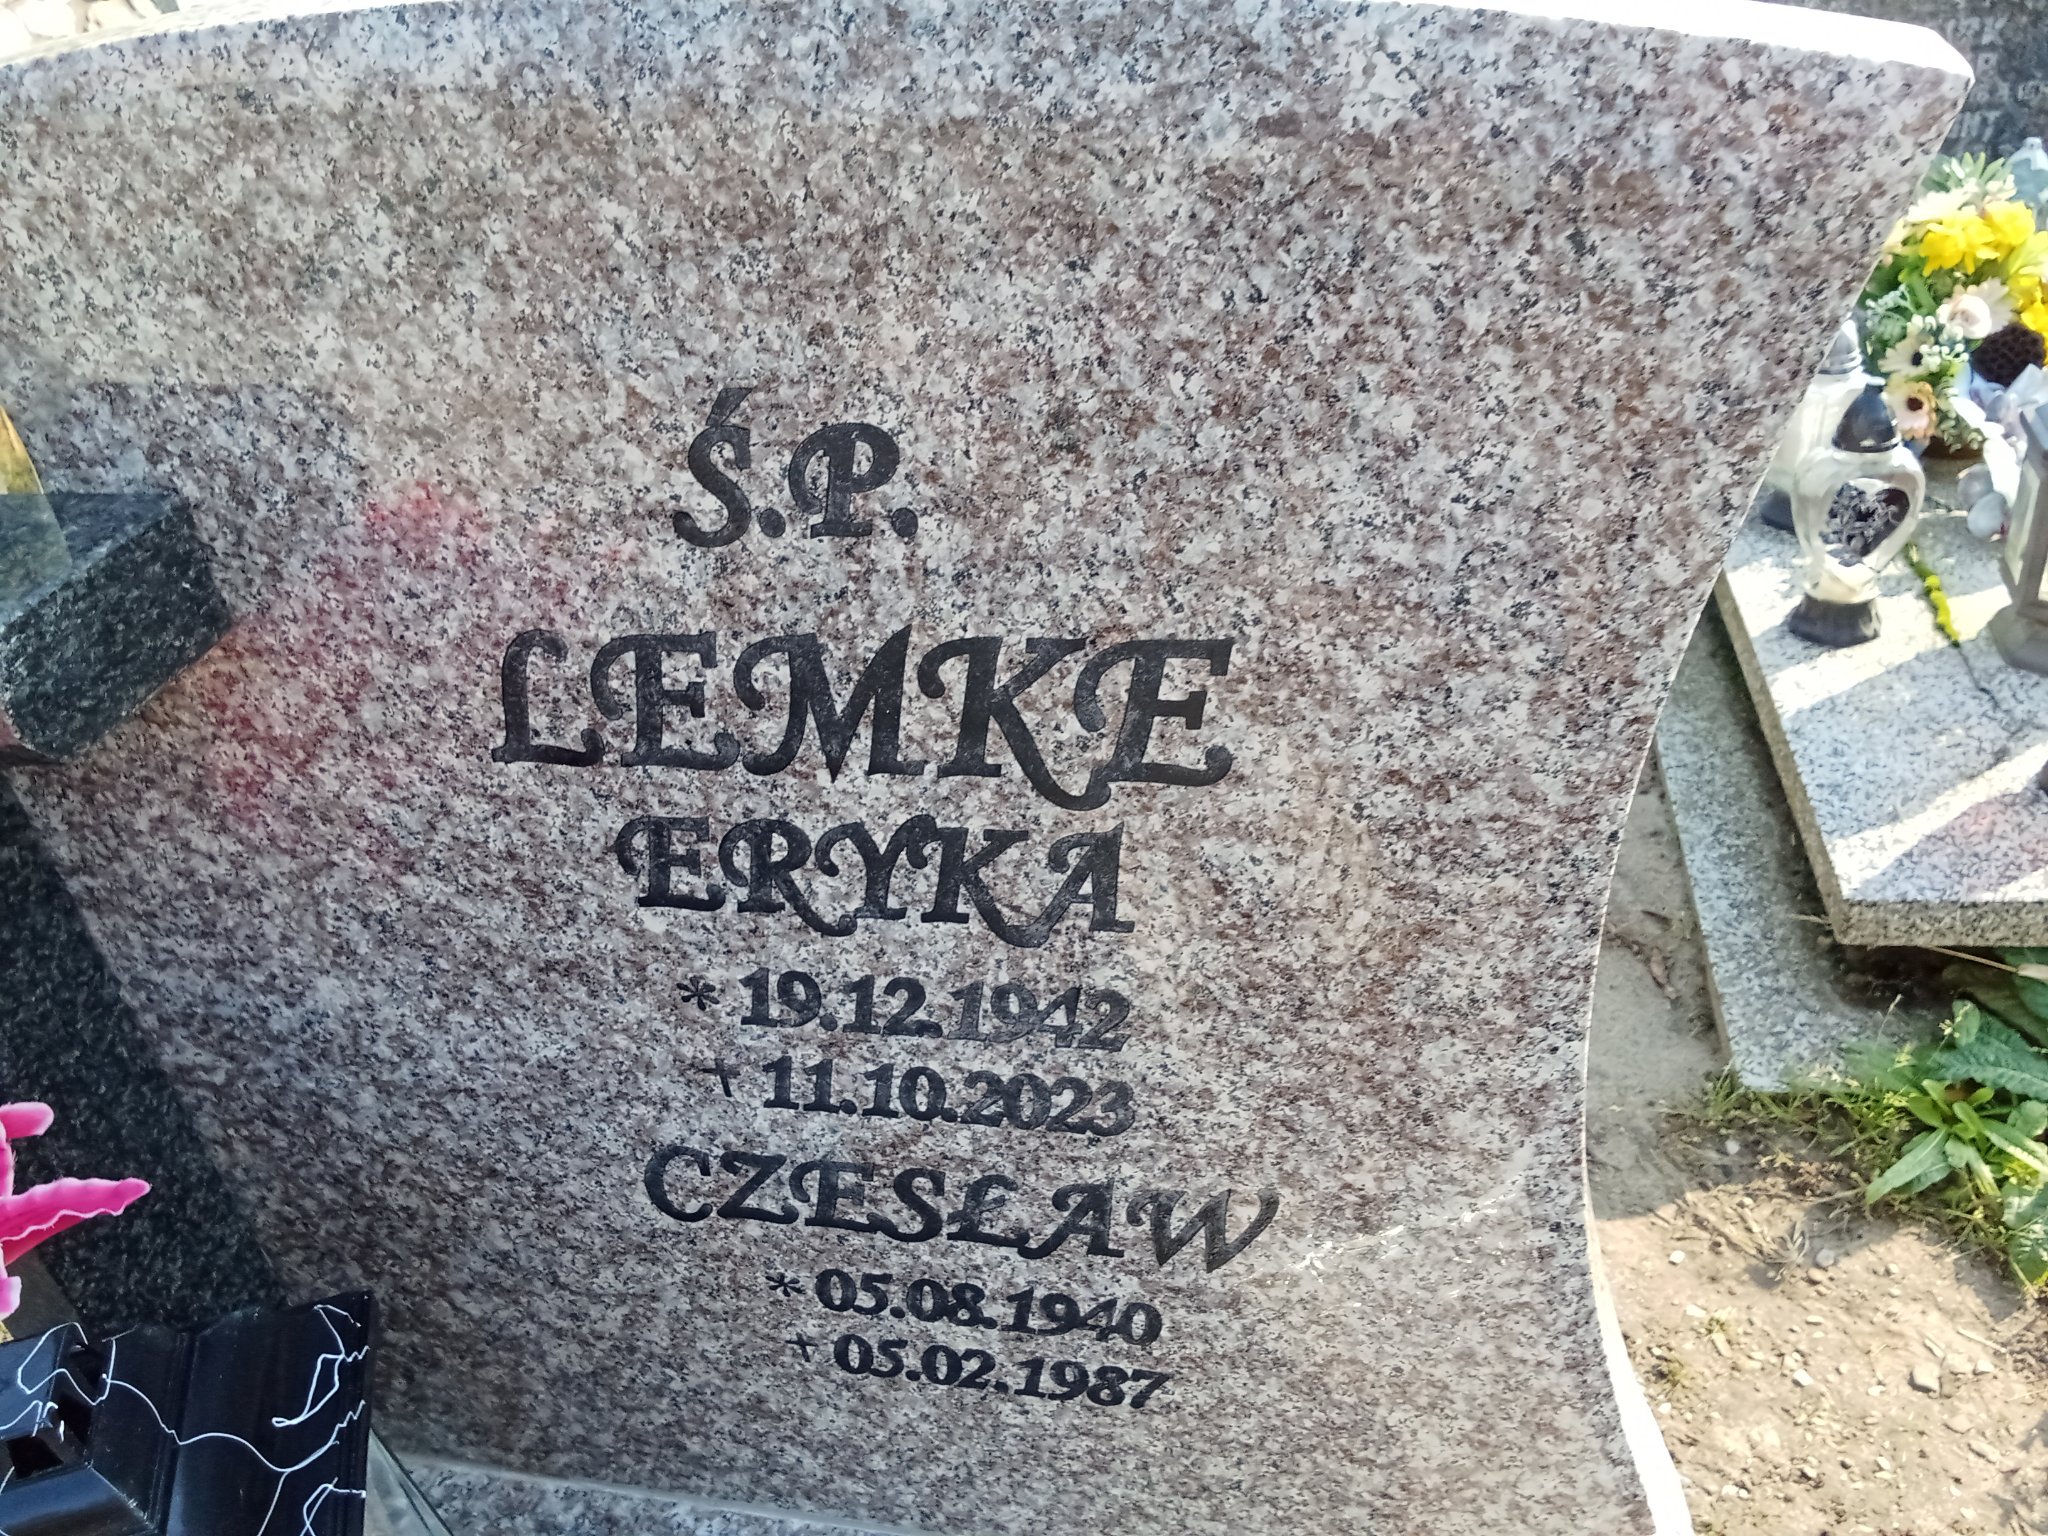 Ś.P.
LEMKE
ERYKA
* 19.12.1942
+ 11.10.2023
CZESŁAW
* 05.08.1940
+ 05.02.1987